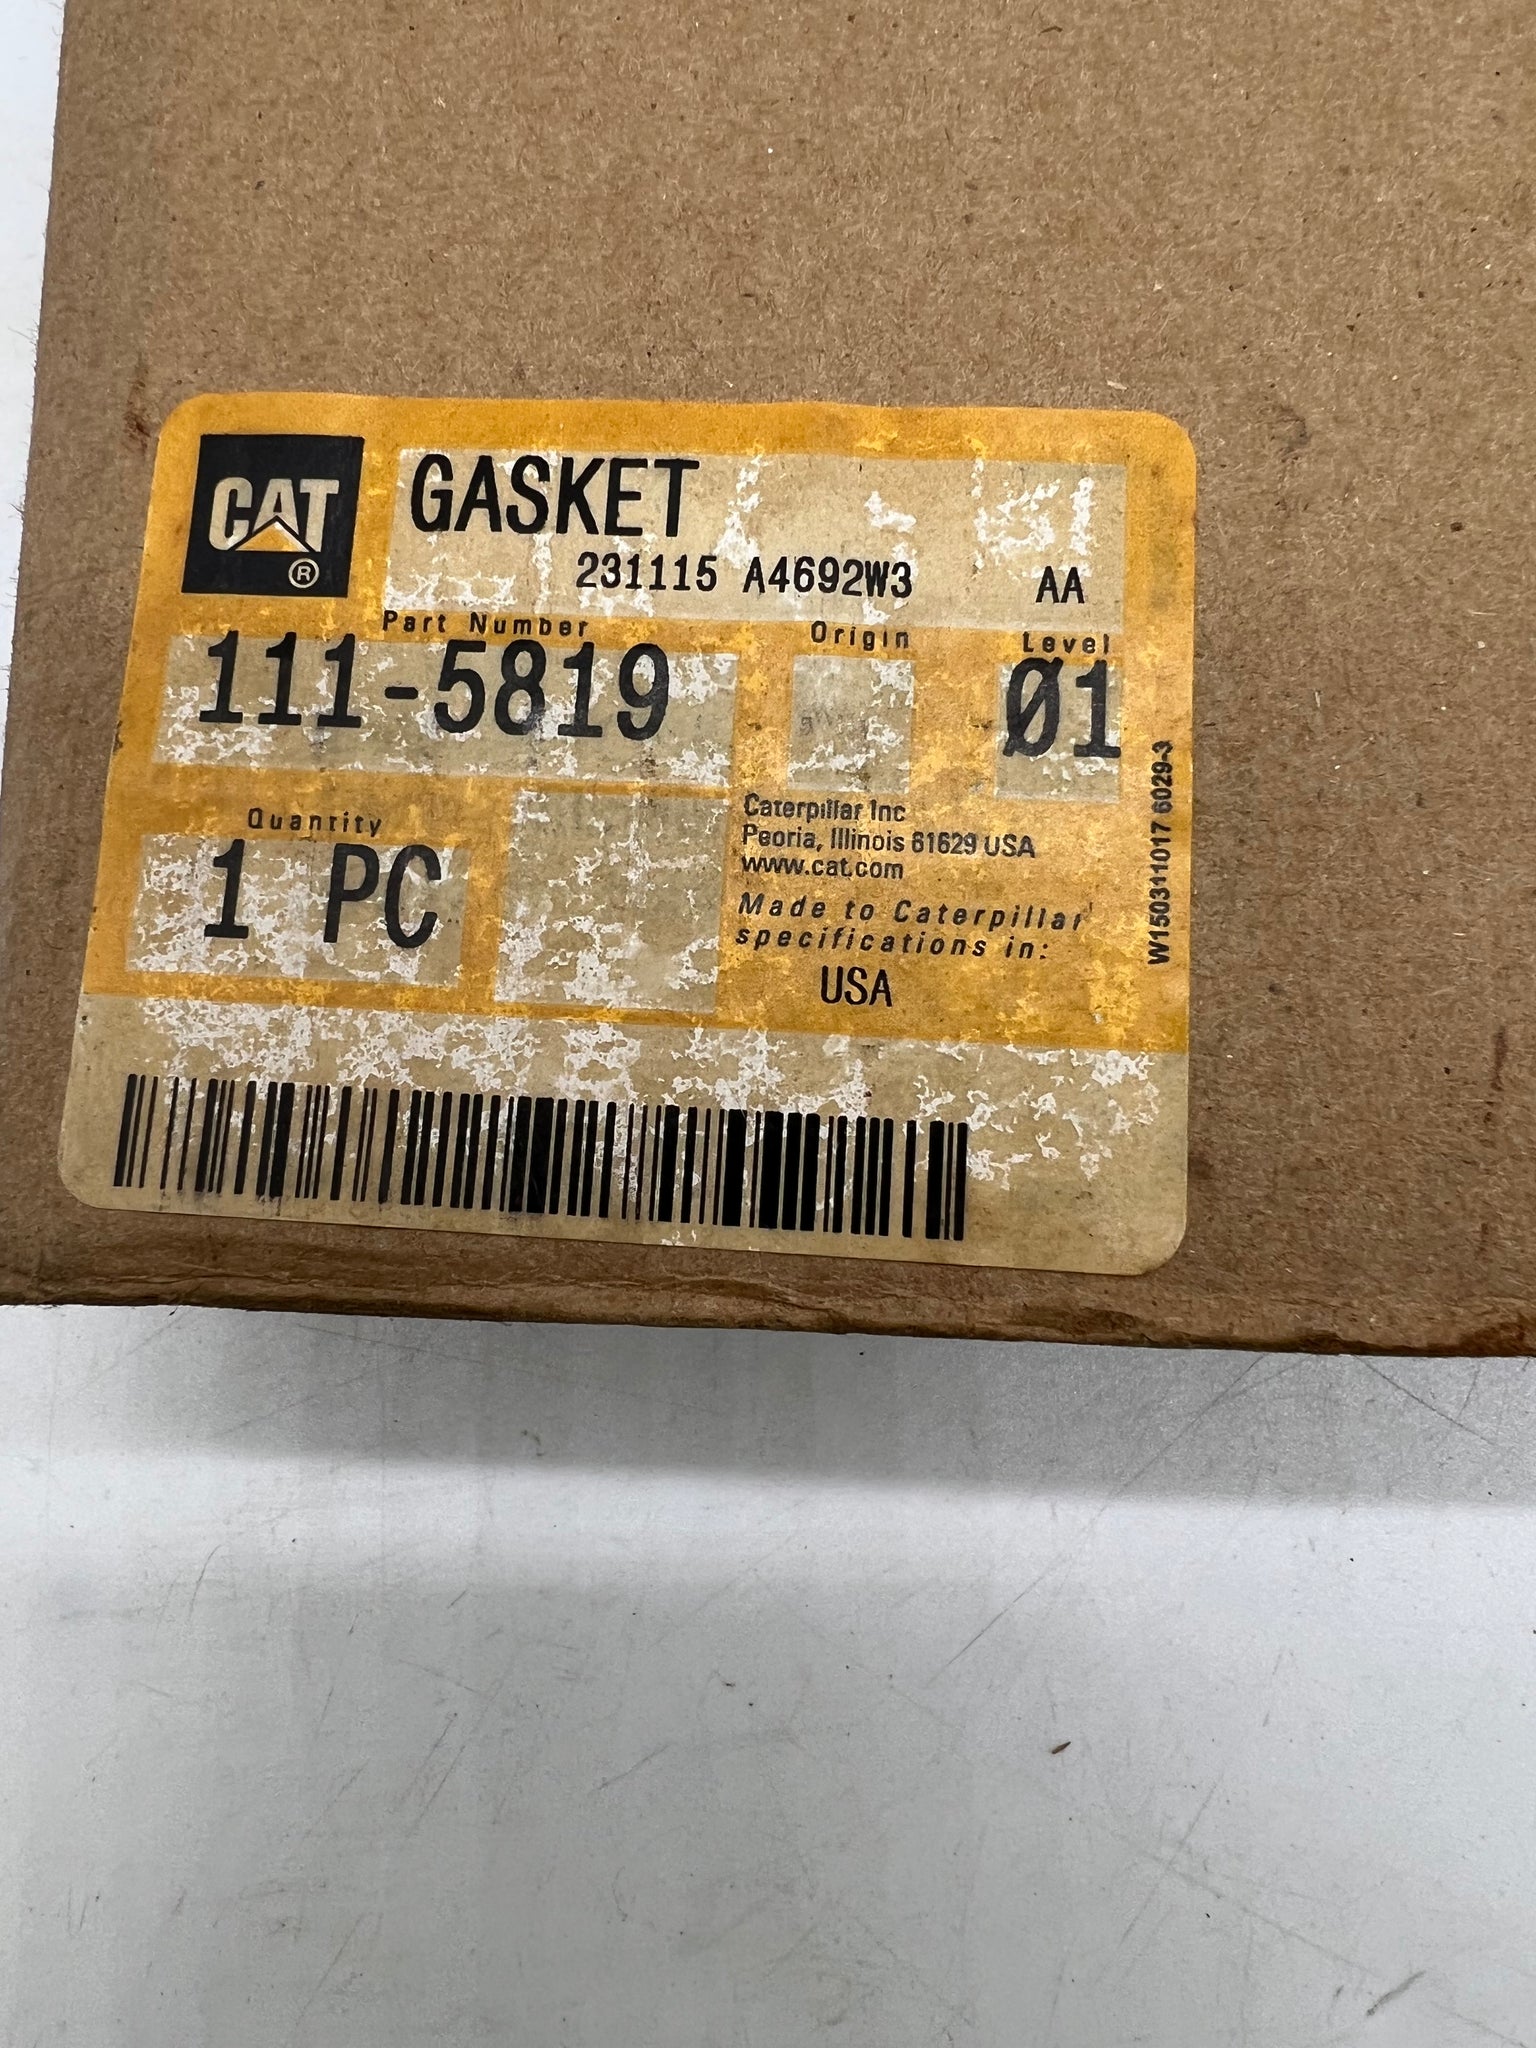 CAT
®
GASKET
231115 A4692W3 AA
Part Number Origin Level
111-5819 Ø1
Quantity
1 PC
Caterpillar Inc
Peoria, Illinois 61629 USA
www.cat.com
Made to Caterpillar
specifications in:
USA
W150311017 6029-3